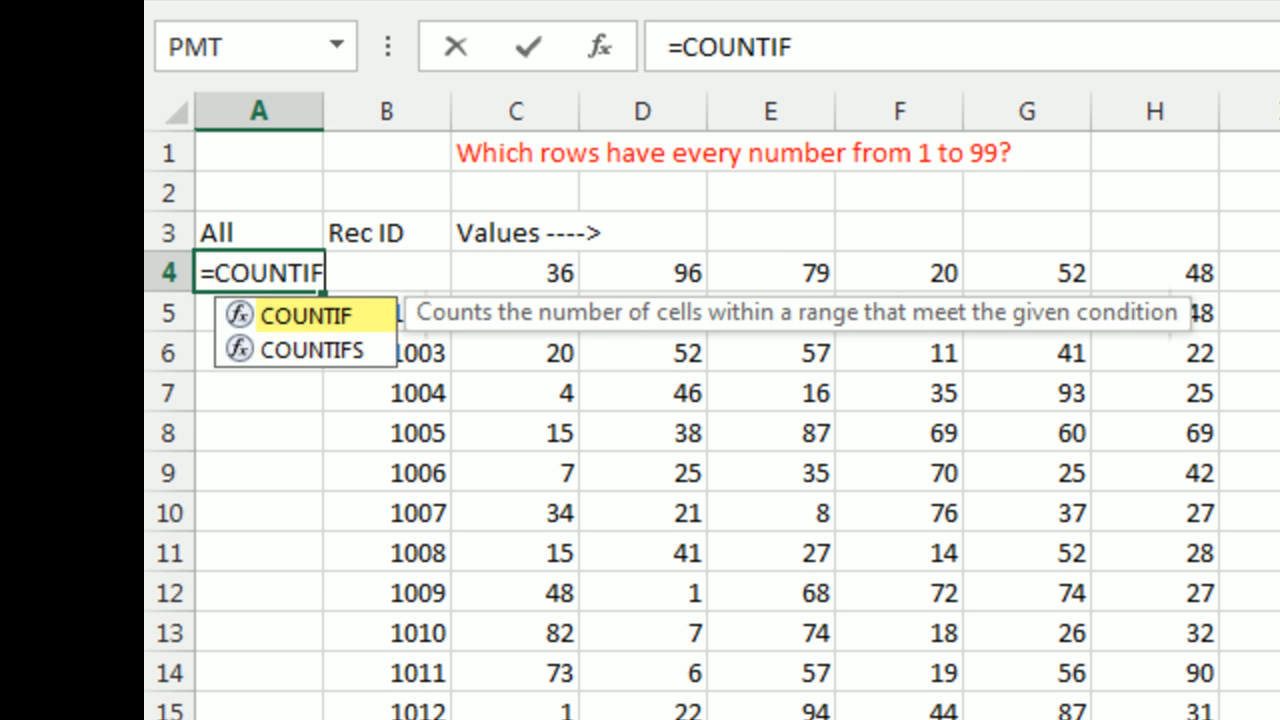 PMT =COUNTIF
A B C D E F G H
1 Which rows have every number from 1 to 99?
2
3 All Rec ID Values ---->
4 =COUNTIF 36 96 79 20 52 48
5 COUNTIF Counts the number of cells within a range that meet the given condition 48
6 COUNTIFS 1003 20 52 57 11 41 22
7 1004 4 46 16 35 93 25
8 1005 15 38 87 69 60 69
9 1006 7 25 35 70 25 42
10 1007 34 21 8 76 37 27
11 1008 15 41 27 14 52 28
12 1009 48 1 68 72 74 27
13 1010 82 7 74 18 26 32
14 1011 73 6 57 19 56 90
15 1012 1 22 94 44 87 31